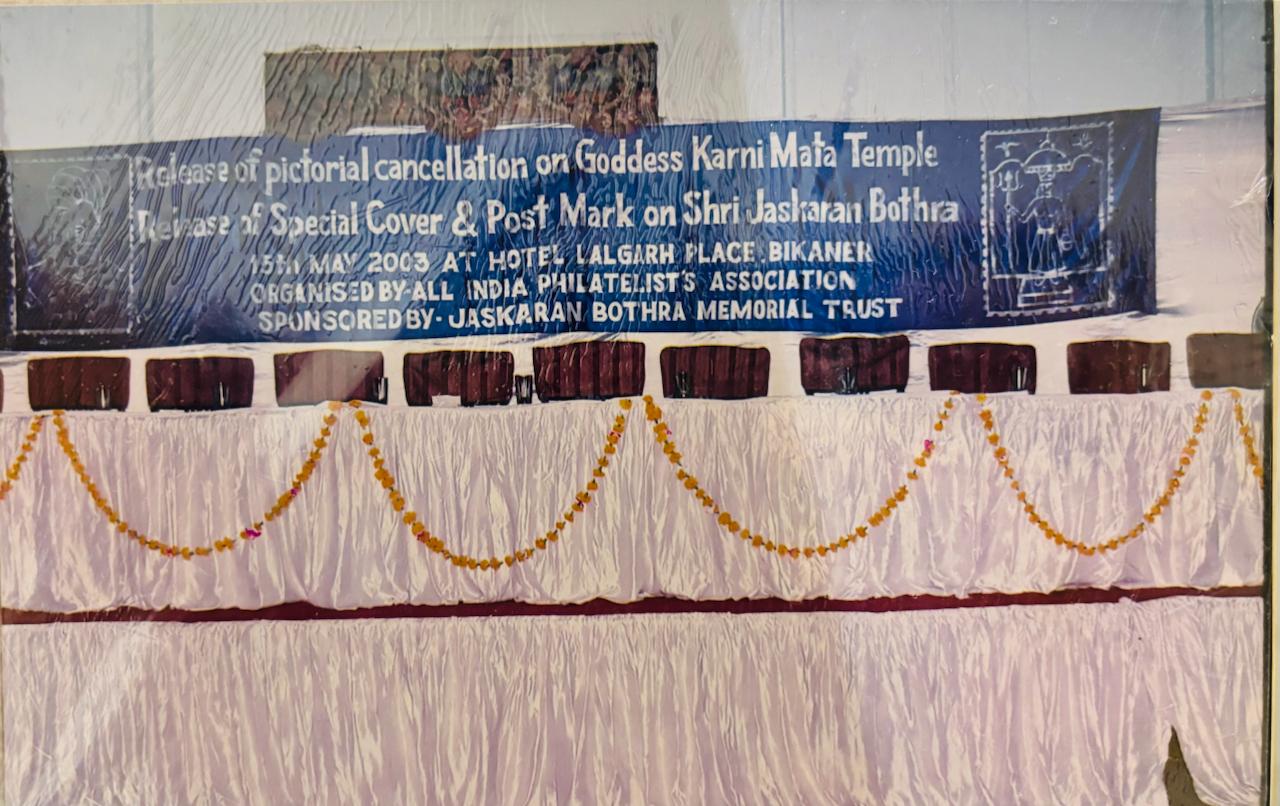 Release of pictorial cancellation on Goddess Karni Mata Temple
Release of Special Cover & Post Mark on Shri Jaskaran Bothra
15th MAY 2003 AT HOTEL LALGARH PLACE. BIKANER
ORGANISED BY-ALL INDIA PHILATELIST'S ASSOCIATION
SPONSORED BY- JASKARAN BOTHRA MEMORIAL TRUST